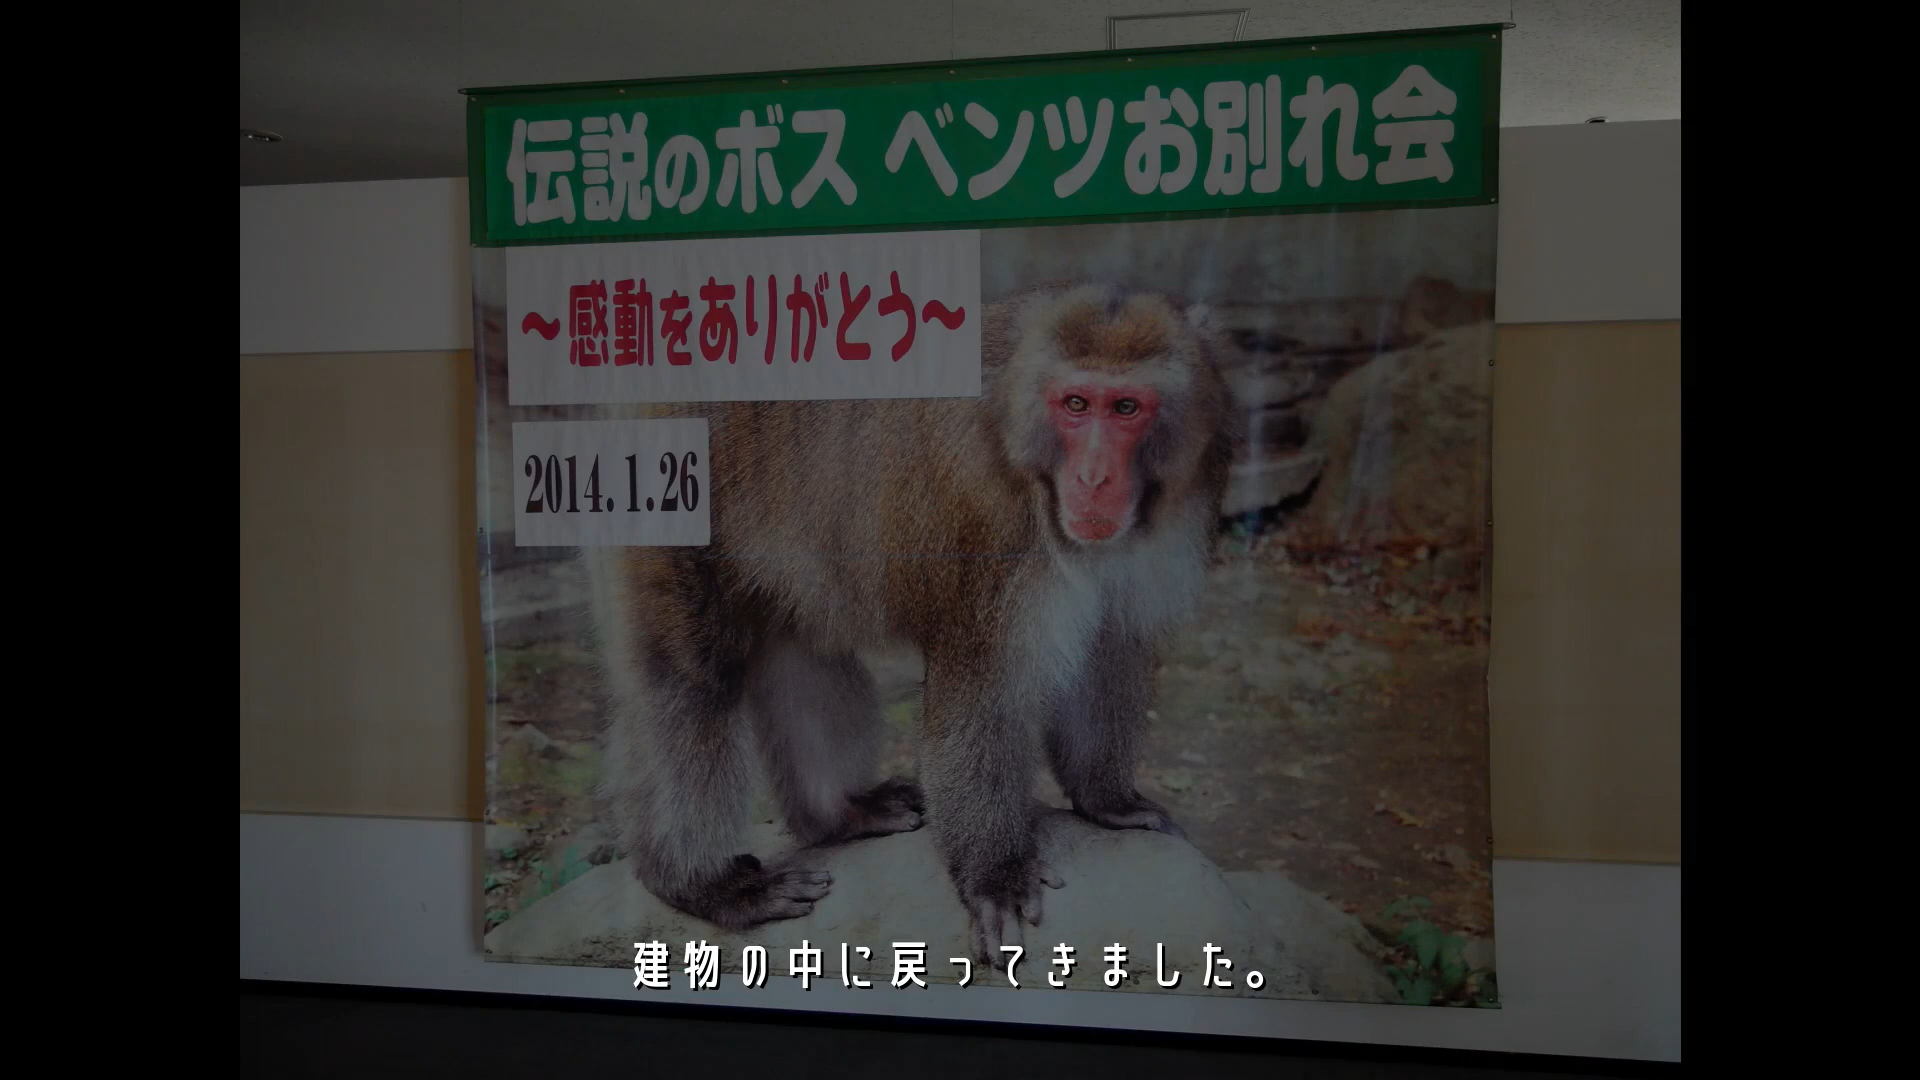 伝説のボス ベンツお別れ会
～感動をありがとう～
2014.1.26
建物の中に戻ってきました。